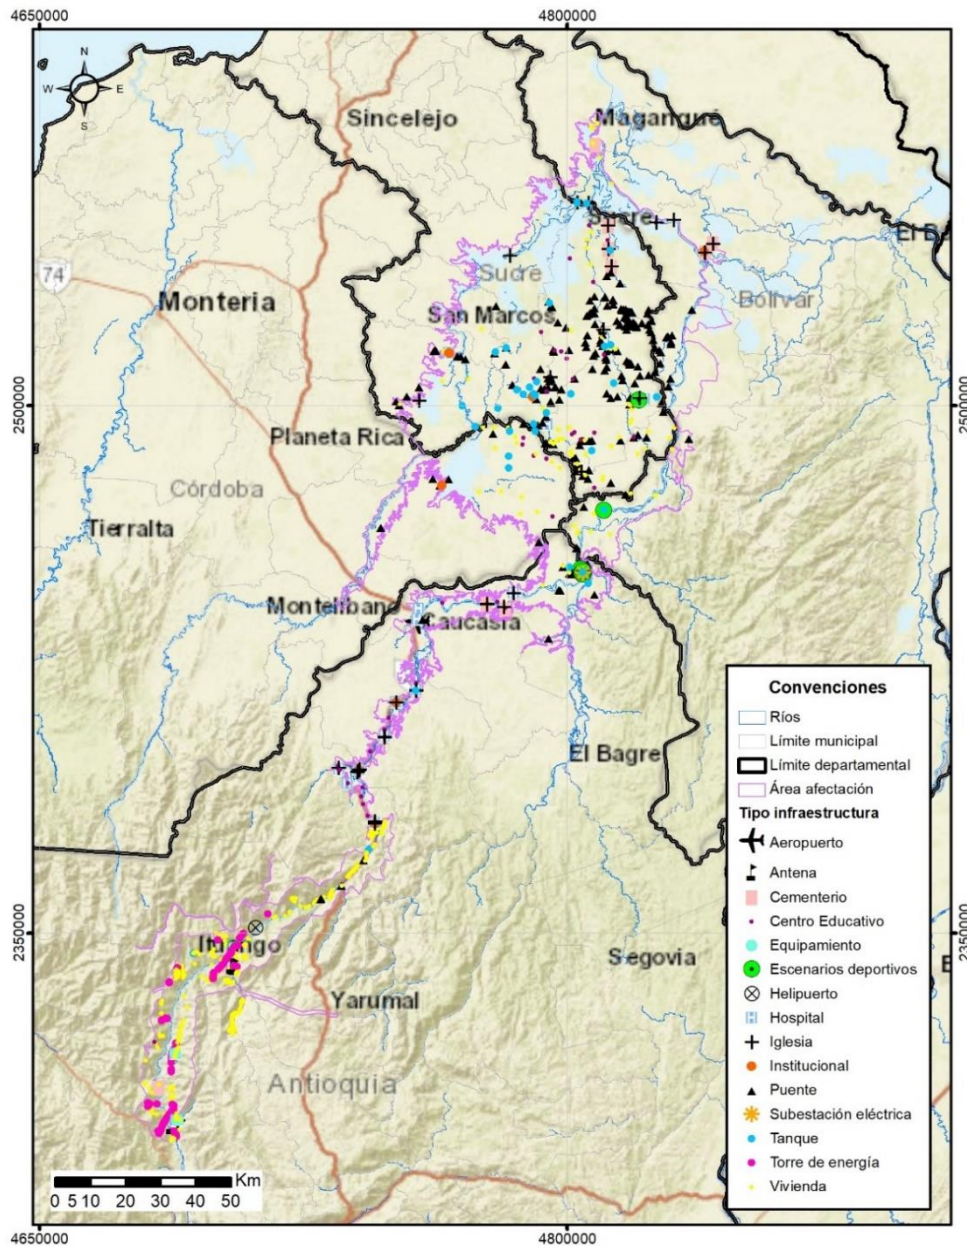 4650000
4800000
N
W
E
S
Sincelejo
Magangué
Sucre
El B
74
Sucre
Bolívar
Monteria
San Marcos
2500000
2500000
Planeta Rica
Córdoba
Tierralta
Montelibano
Caucasia
El Bagre
2350000
2350000
Ituango
Segovia
E
Yarumal
Antioquia
Convenciones
Ríos
Límite municipal
Límite departamental
Área afectación
Tipo infraestructura
Aeropuerto
Antena
Cementerio
Centro Educativo
Equipamiento
Escenarios deportivos
Helipuerto
H Hospital
Iglesia
Institucional
Puente
Subestación eléctrica
Tanque
Torre de energía
Vivienda
Km
0 5 10 20 30 40 50
4650000
4800000